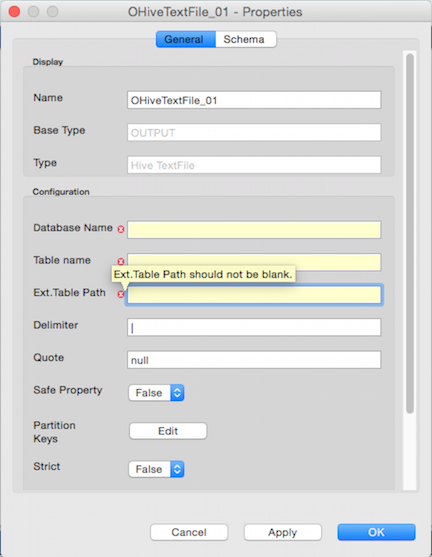 OHiveTextFile_01 - Properties
General
Schema
Display
Name
OHiveTextFile_01
Base Type
OUTPUT
Type
Hive TextFile
Configuration
Database Name
Table name
Ext.Table Path should not be blank.
Ext.Table Path
Delimiter
|
Quote
null
Safe Property
False
Partition
Keys
Edit
Strict
False
Cancel
Apply
OK